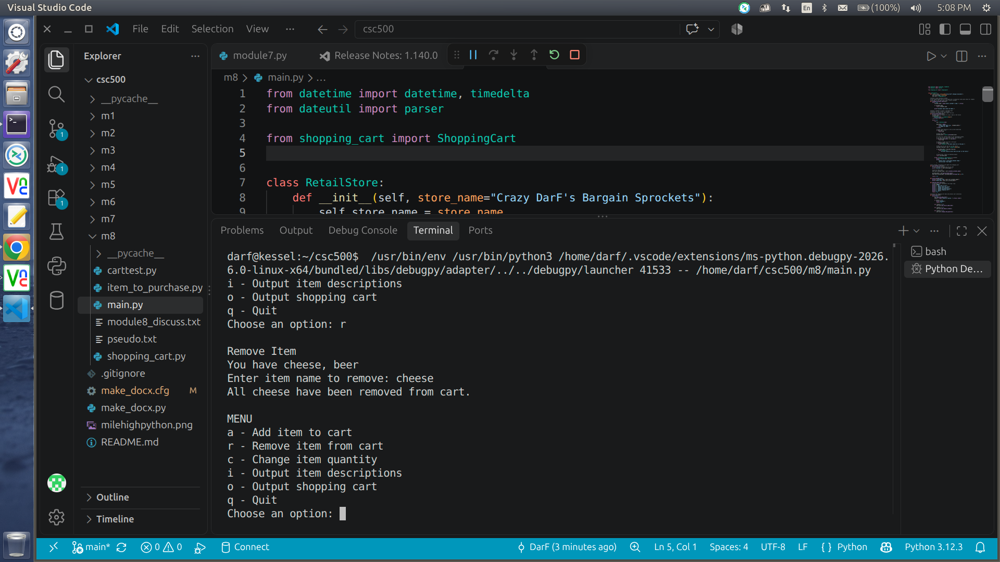 Visual Studio Code
En
(100%)
5:08 PM
File Edit Selection View
csc500
Explorer
module7.py
Release Notes: 1.140.0
csc500
__pycache__
m1
m2
m3
m4
m5
m6
m7
m8
__pycache__
carttest.py
item_to_purchase.py
main.py
module8_discuss.txt
pseudo.txt
shopping_cart.py
.gitignore
make_docx.cfg M
make_docx.py
milehighpython.png
README.md
Outline
Timeline
1
1
1
m8 > main.py > ...
1 from datetime import datetime, timedelta
2 from dateutil import parser
3
4 from shopping_cart import ShoppingCart
5
6
7 class RetailStore:
8 def __init__(self, store_name="Crazy DarF's Bargain Sprockets"):
9 self.store_name = store_name
Problems Output Debug Console Terminal Ports
bash
Python De...
darf@kessel:~/csc500$ /usr/bin/env /usr/bin/python3 /home/darf/.vscode/extensions/ms-python.debugpy-2026.
6.0-linux-x64/bundled/libs/debugpy/adapter/../../debugpy/launcher 41533 -- /home/darf/csc500/m8/main.py
i - Output item descriptions
o - Output shopping cart
q - Quit
Choose an option: r
Remove Item
You have cheese, beer
Enter item name to remove: cheese
All cheese have been removed from cart.
MENU
a - Add item to cart
r - Remove item from cart
c - Change item quantity
i - Output item descriptions
o - Output shopping cart
q - Quit
Choose an option:
main* 0 0 Connect DarF (3 minutes ago) Ln 5, Col 1 Spaces: 4 UTF-8 LF {} Python Python 3.12.3